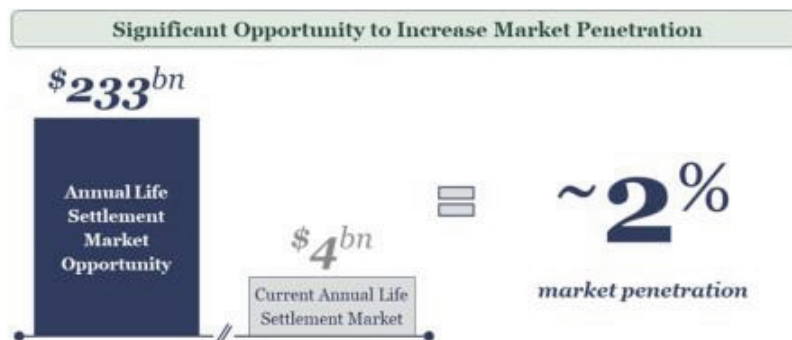 Significant Opportunity to Increase Market Penetration
$233bn
Annual Life
Settlement
Market
Opportunity
$4bn
Current Annual Life
Settlement Market
=
~2%
market penetration